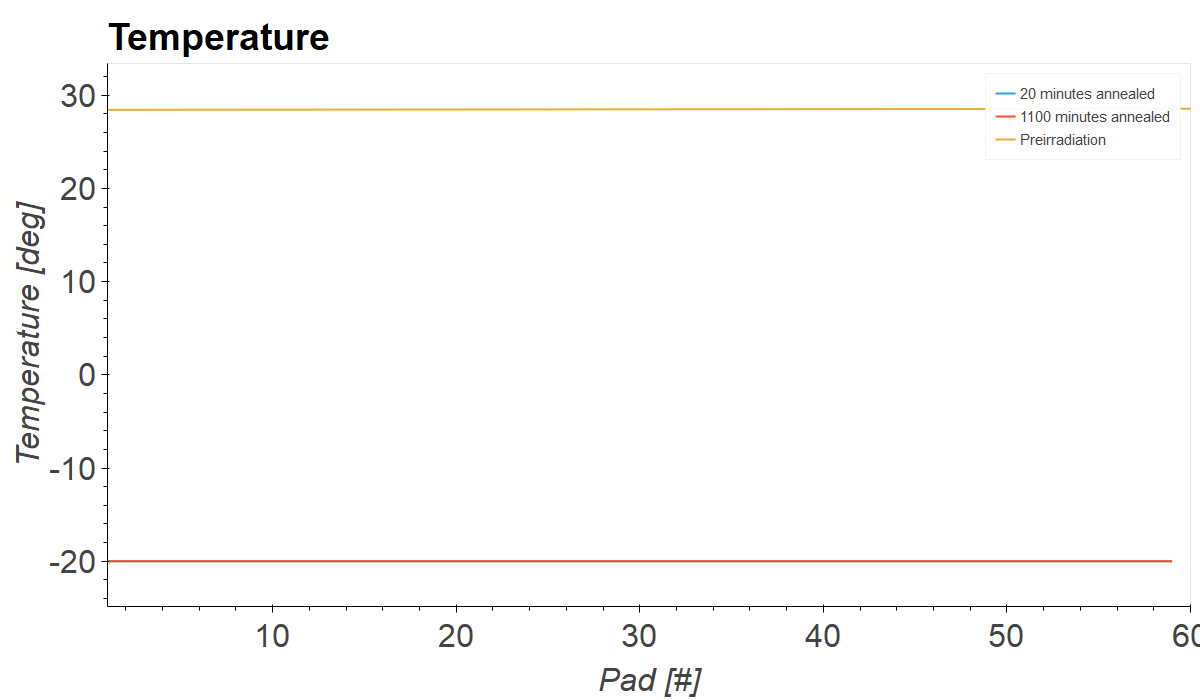 Temperature
30
20
10
0
-10
-20
Temperature [deg]
20 minutes annealed
1100 minutes annealed
Preirradiation
10 20 30 40 50 60
Pad [#]